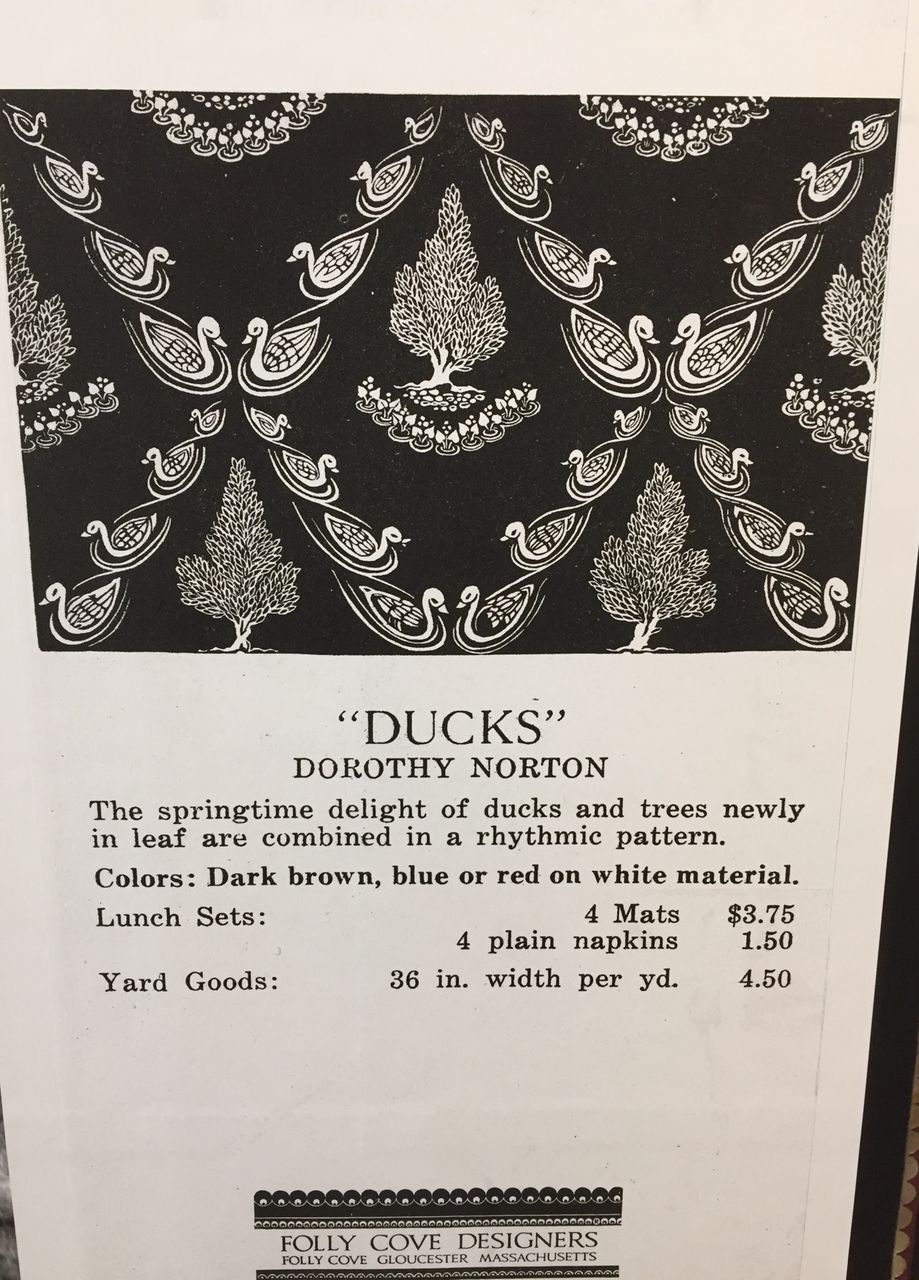 “DUCKS”
DOROTHY NORTON
The springtime delight of ducks and trees newly
in leaf are combined in a rhythmic pattern.
Colors: Dark brown, blue or red on white material.
Lunch Sets: 4 Mats $3.75
4 plain napkins 1.50
Yard Goods: 36 in. width per yd. 4.50
FOLLY COVE DESIGNERS
FOLLY COVE GLOUCESTER MASSACHUSETTS